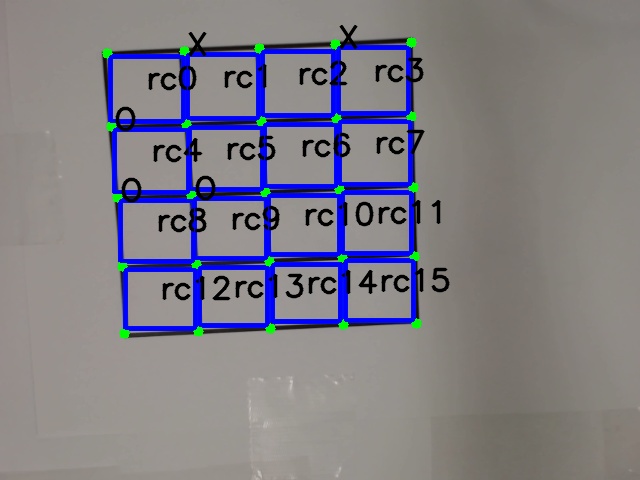 X X
rc0 rc1 rc2 rc3
O
rc4 rc5 rc6 rc7
O O
rc8 rc9 rc10 rc11
rc12 rc13 rc14 rc15